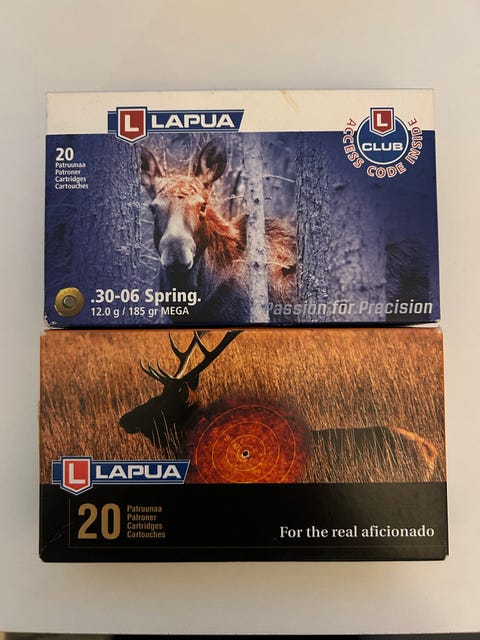 L LAPUA
L
CLUB
ACCESS CODE INSIDE
20
Patruunaa
Patroner
Cartridges
Cartouches
.30-06 Spring.
12.0 g / 185 gr MEGA
Passion for Precision
L LAPUA
20
Patruunaa
Patroner
Cartridges
Cartouches
For the real aficionado